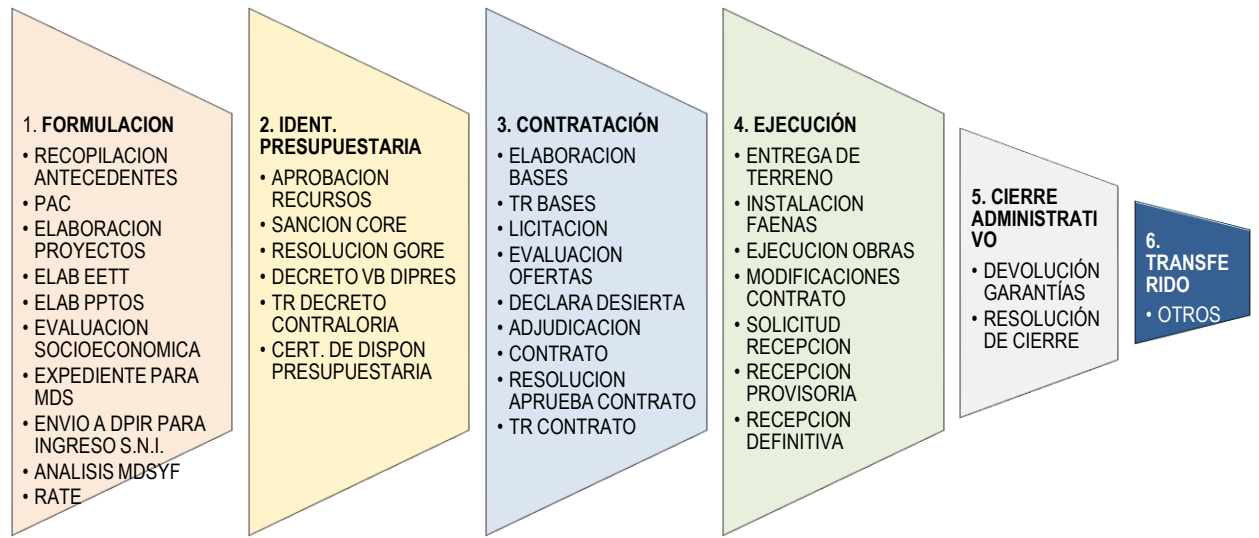 1. FORMULACION
• RECOPILACION
ANTECEDENTES
• PAC
• ELABORACION
PROYECTOS
• ELAB EETT
• ELAB PPTOS
• EVALUACION
SOCIOECONOMICA
• EXPEDIENTE PARA
MDS
• ENVIO A DPIR PARA
INGRESO S.N.I.
• ANALISIS MDSYF
• RATE
2. IDENT.
PRESUPUESTARIA
• APROBACION
RECURSOS
• SANCION CORE
• RESOLUCION GORE
• DECRETO VB DIPRES
• TR DECRETO
CONTRALORIA
• CERT. DE DISPON
PRESUPUESTARIA
3. CONTRATACIÓN
• ELABORACION
BASES
• TR BASES
• LICITACION
• EVALUACION
OFERTAS
• DECLARA DESIERTA
• ADJUDICACION
• CONTRATO
• RESOLUCION
APRUEBA CONTRATO
• TR CONTRATO
4. EJECUCIÓN
• ENTREGA DE
TERRENO
• INSTALACION
FAENAS
• EJECUCION OBRAS
• MODIFICACIONES
CONTRATO
• SOLICITUD
RECEPCION
• RECEPCION
PROVISORIA
• RECEPCION
DEFINITIVA
5. CIERRE
ADMINISTRATI
VO
• DEVOLUCIÓN
GARANTÍAS
• RESOLUCIÓN
DE CIERRE
6.
TRANSFE
RIDO
• OTROS